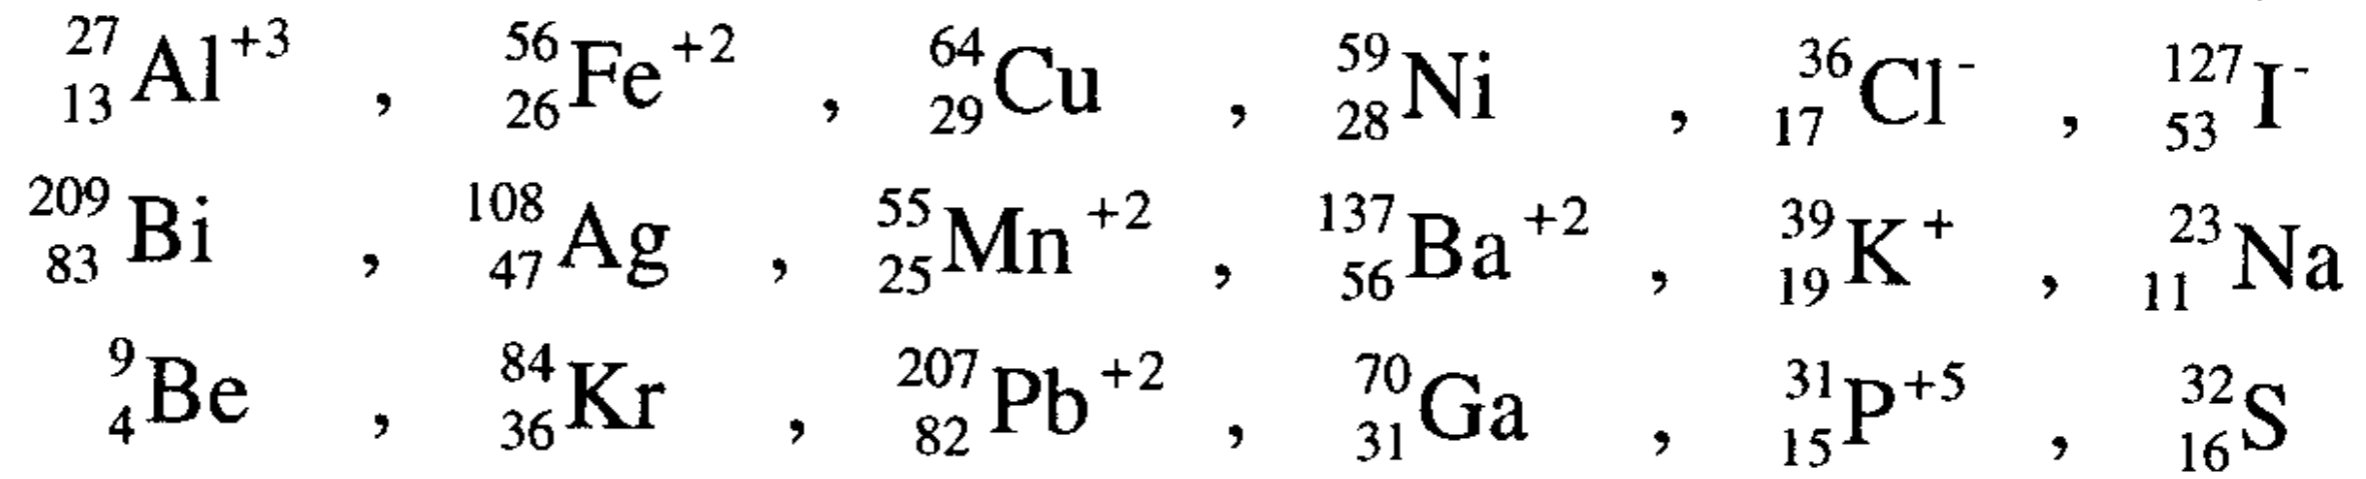 ²⁷₁₃Al⁺³ , ⁵⁶₂₆Fe⁺² , ⁶⁴₂₉Cu , ⁵⁹₂₈Ni , ³⁶₁₇Cl⁻ , ¹²⁷₅₃I⁻
²⁰⁹₈₃Bi , ¹⁰⁸₄₇Ag , ⁵⁵₂₅Mn⁺² , ¹³⁷₅₆Ba⁺² , ³⁹₁₉K⁺ , ²³₁₁Na
⁹₄Be , ⁸⁴₃₆Kr , ²⁰⁷₈₂Pb⁺² , ⁷⁰₃₁Ga , ³¹₁₅P⁺⁵ , ³²₁₆S